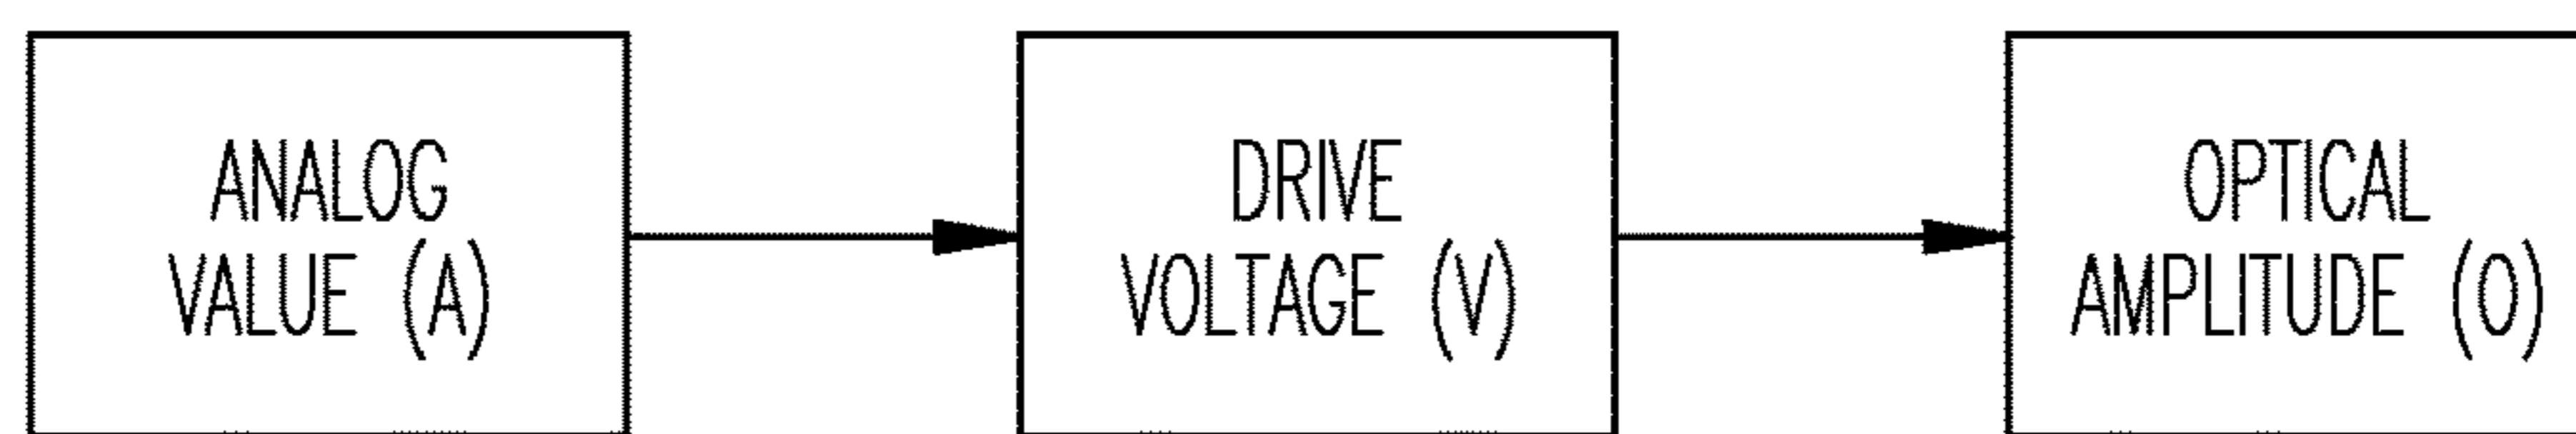 ANALOG
VALUE (A)
DRIVE
VOLTAGE (V)
OPTICAL
AMPLITUDE (O)